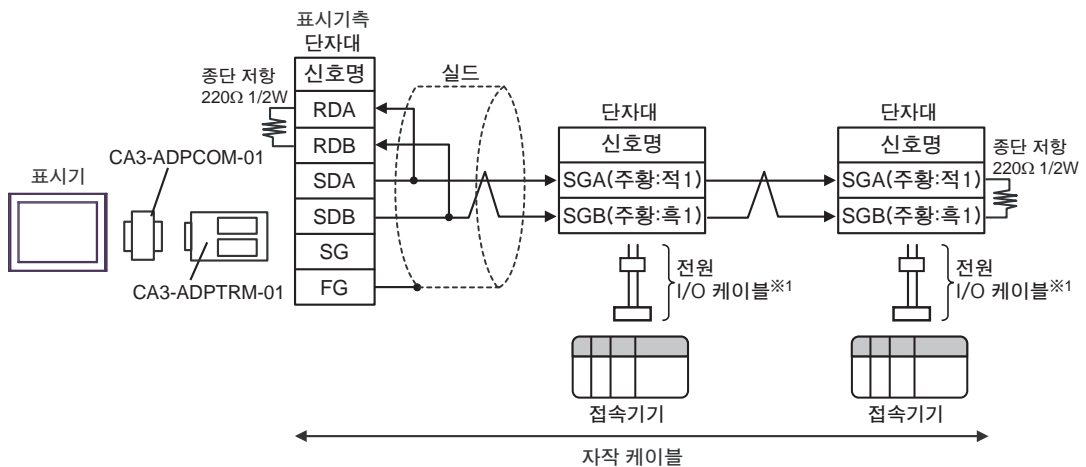 표시기측
단자대
종단 저항
220Ω 1/2W
신호명
RDA
RDB
SDA
SDB
SG
FG
실드
표시기
CA3-ADPCOM-01
CA3-ADPTRM-01
단자대
신호명
SGA(주황:적1)
SGB(주황:흑1)
전원
I/O 케이블※1
접속기기
단자대
신호명
SGA(주황:적1)
SGB(주황:흑1)
종단 저항
220Ω 1/2W
전원
I/O 케이블※1
접속기기
자작 케이블